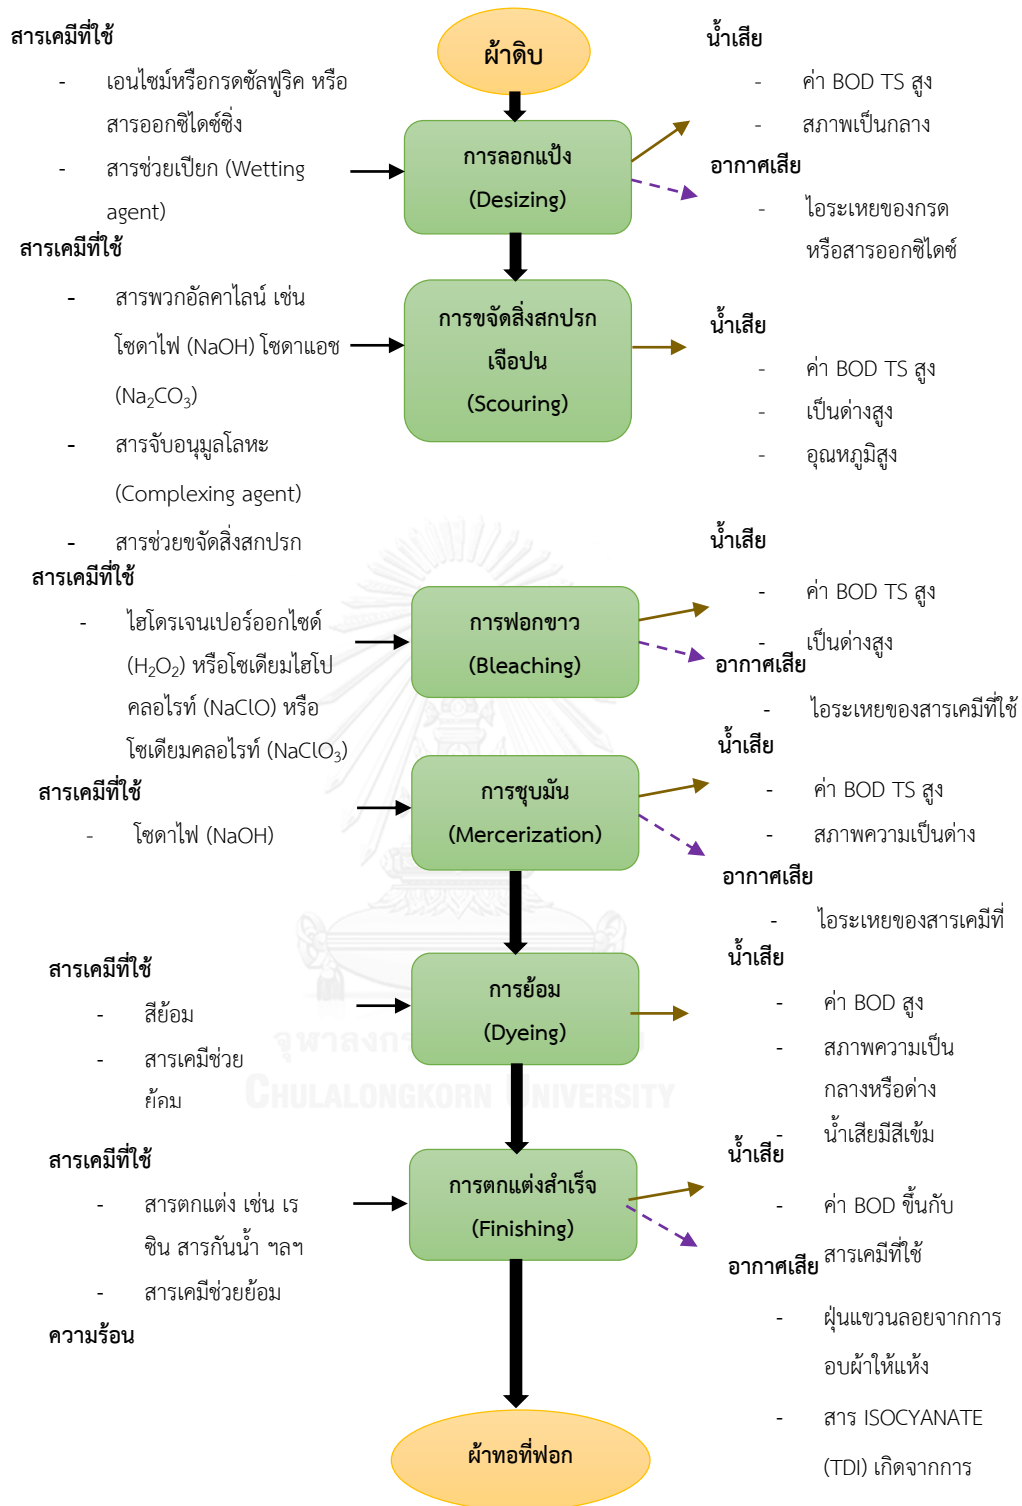 ผ้าดิบ
สารเคมีที่ใช้
- เอนไซม์หรือกรดซัลฟูริค หรือ
สารออกซิไดซ์ซิ่ง
- สารช่วยเปียก (Wetting
agent)
การลอกแป้ง
(Desizing)
น้ำเสีย
- ค่า BOD TS สูง
- สภาพเป็นกลาง
อากาศเสีย
- ไอระเหยของกรด
หรือสารออกซิไดซ์
สารเคมีที่ใช้
- สารพวกอัลคาไลน์ เช่น
โซดาไฟ (NaOH) โซดาแอช
(Na₂CO₃)
- สารจับอนุมูลโลหะ
(Complexing agent)
- สารช่วยขจัดสิ่งสกปรก
การขจัดสิ่งสกปรก
เจือปน
(Scouring)
น้ำเสีย
- ค่า BOD TS สูง
- เป็นด่างสูง
- อุณหภูมิสูง
สารเคมีที่ใช้
- ไฮโดรเจนเปอร์ออกไซด์
(H₂O₂) หรือโซเดียมไฮโป
คลอไรท์ (NaClO) หรือ
โซเดียมคลอไรท์ (NaClO₃)
การฟอกขาว
(Bleaching)
น้ำเสีย
- ค่า BOD TS สูง
- เป็นด่างสูง
อากาศเสีย
- ไอระเหยของสารเคมีที่ใช้
สารเคมีที่ใช้
- โซดาไฟ (NaOH)
การชุบมัน
(Mercerization)
น้ำเสีย
- ค่า BOD TS สูง
- สภาพความเป็นด่าง
อากาศเสีย
- ไอระเหยของสารเคมีที่
สารเคมีที่ใช้
- สีย้อม
- สารเคมีช่วย
ย้อม
การย้อม
(Dyeing)
น้ำเสีย
- ค่า BOD สูง
- สภาพความเป็น
กลางหรือด่าง
- น้ำเสียมีสีเข้ม
สารเคมีที่ใช้
- สารตกแต่ง เช่น เร
ซิน สารกันน้ำ ฯลฯ
- สารเคมีช่วยย้อม
ความร้อน
การตกแต่งสำเร็จ
(Finishing)
น้ำเสีย
- ค่า BOD ขึ้นกับ
สารเคมีที่ใช้
อากาศเสีย
- ฝุ่นแขวนลอยจากการ
อบผ้าให้แห้ง
- สาร ISOCYANATE
(TDI) เกิดจากการ
ผ้าทอที่ฟอก
จุฬาลงกร
CHULALONGKORN UNIVERSITY